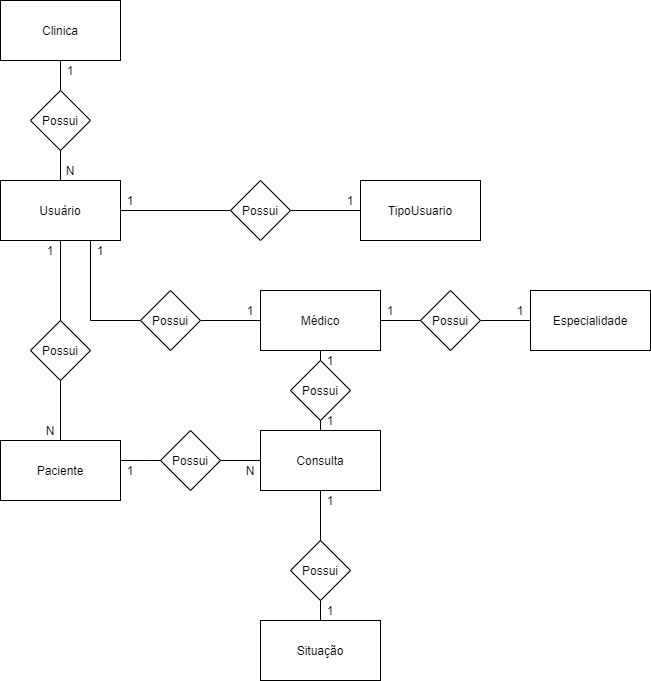 Clinica
1
Possui
N
Usuário
1
Possui
1
TipoUsuario
1
1
Possui
1
Médico
1
Possui
1
Especialidade
Possui
1
Possui
1
N
Paciente
1
Possui
N
Consulta
1
Possui
1
Situação